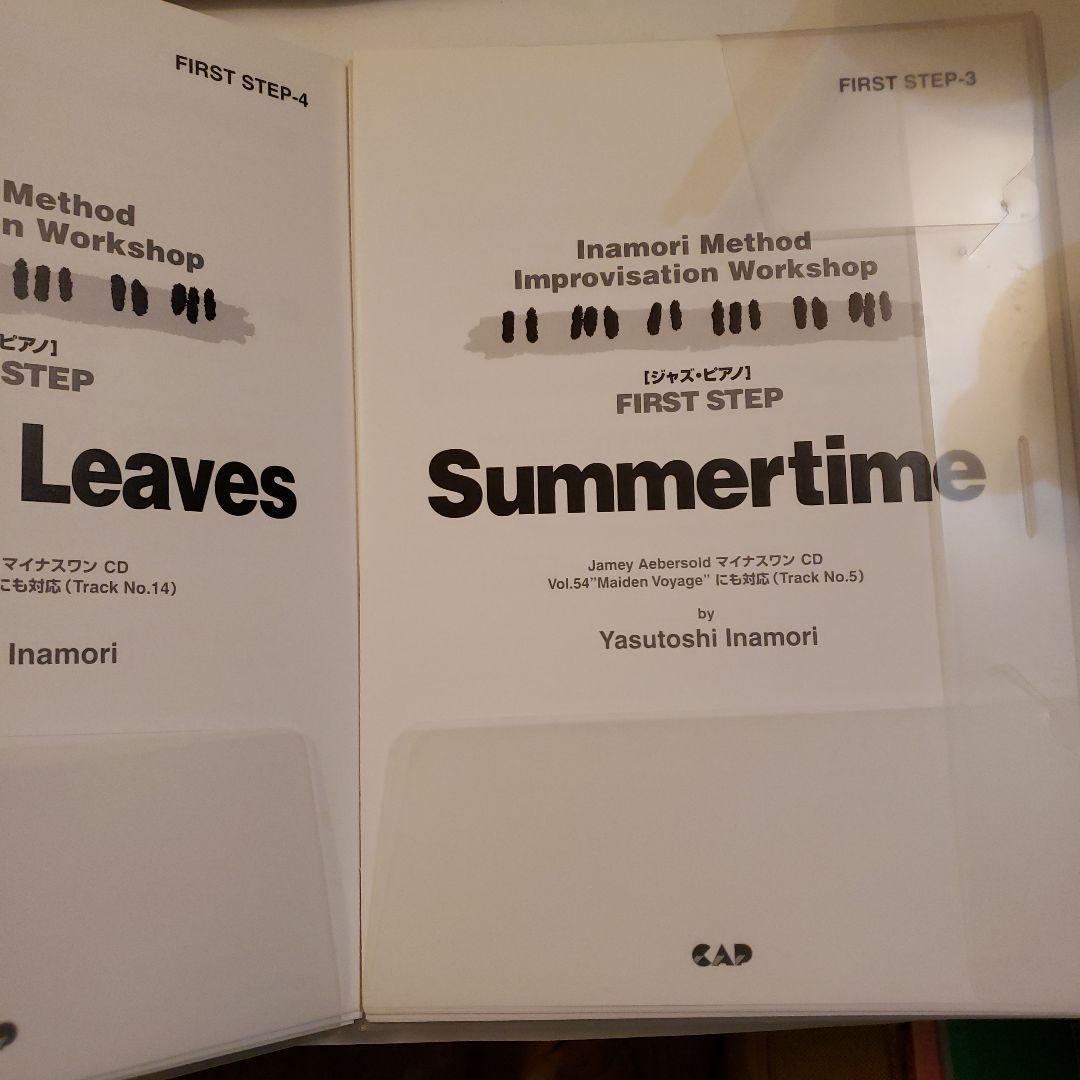 FIRST STEP-4
Method
n Workshop
ピアノ]
STEP
Leaves
マイナスワン CD
にも対応（Track No.14）
Inamori
FIRST STEP-3
Inamori Method
Improvisation Workshop
[ジャズ・ピアノ]
FIRST STEP
Summertime
Jamey Aebersold マイナスワン CD
Vol.54"Maiden Voyage" にも対応（Track No.5）
by
Yasutoshi Inamori
CAP